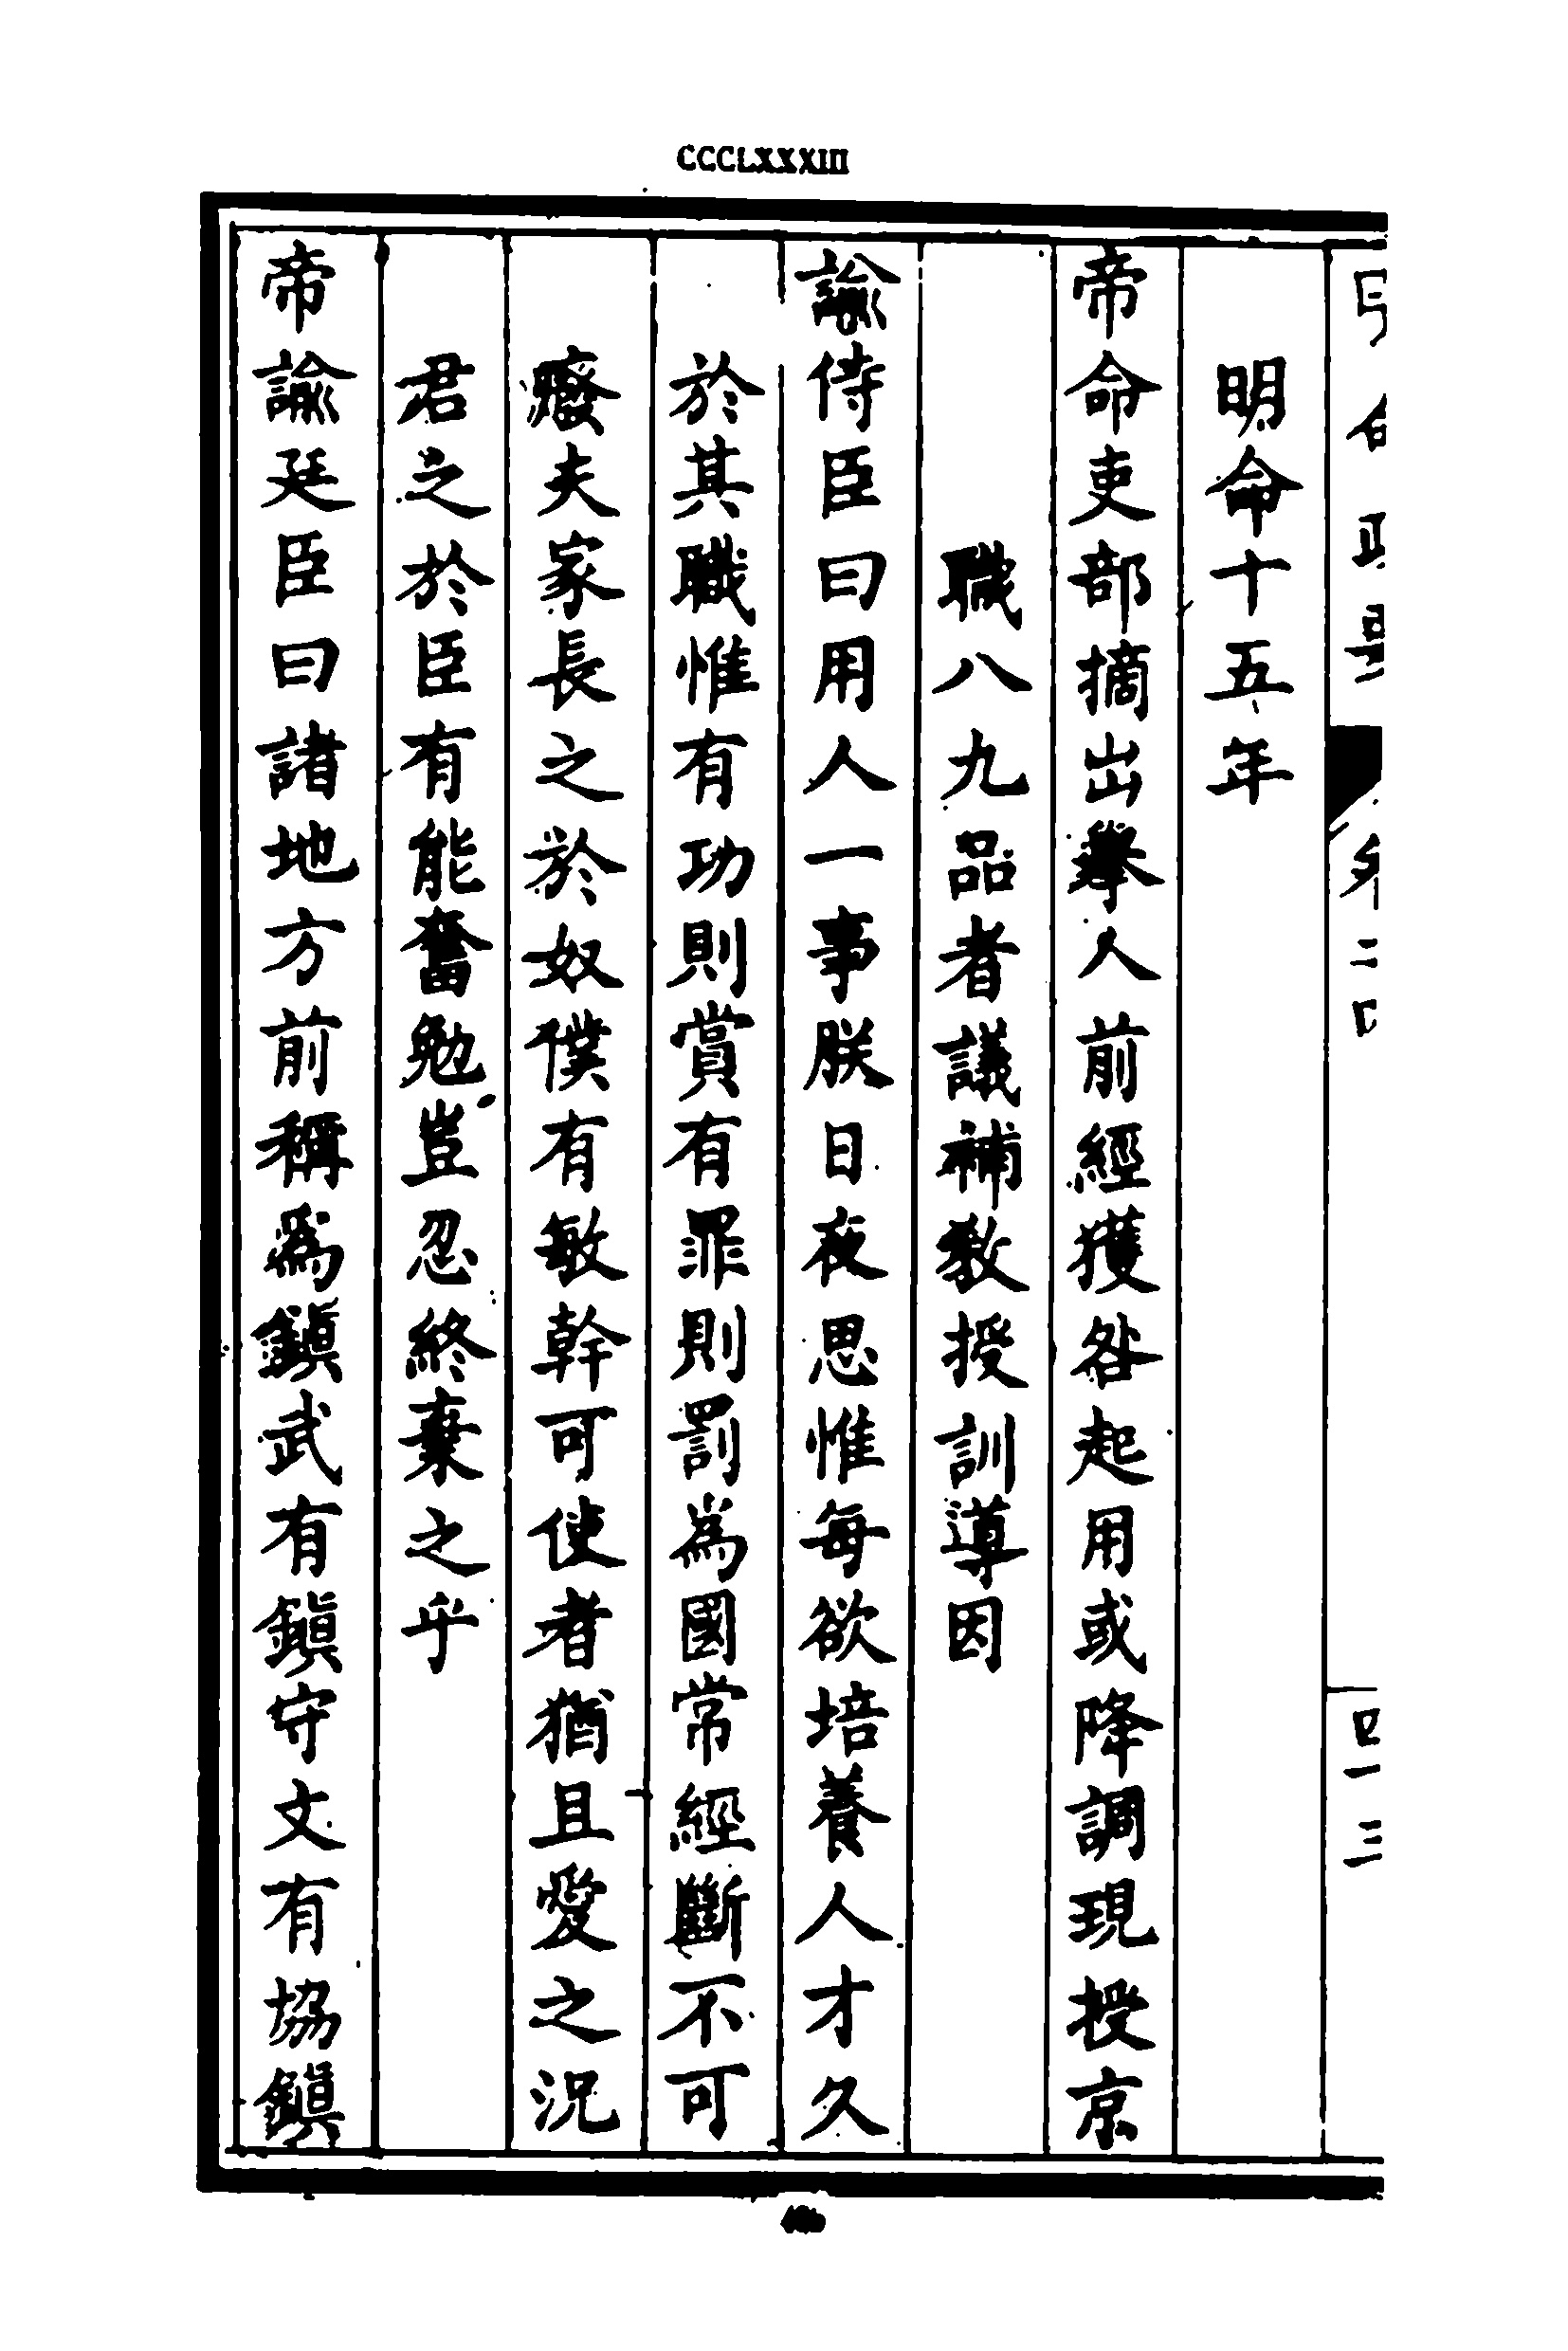 CCCLXXXIII
明命十五年
帝命吏部摘出舉人前經獲咎起用或降調現授京
職八九品者議補教授訓導因
諭侍臣曰用人一事朕日夜思惟每欲培養人才久
於其職惟有功則賞有罪則罰為國常經斷不可
癈夫家長之於奴僕有敏幹可使者猶且愛之況
君之於臣有能奮勉豈忍終棄之乎
帝諭廷臣曰諸地方前稱為鎮武有鎮守文有協鎮